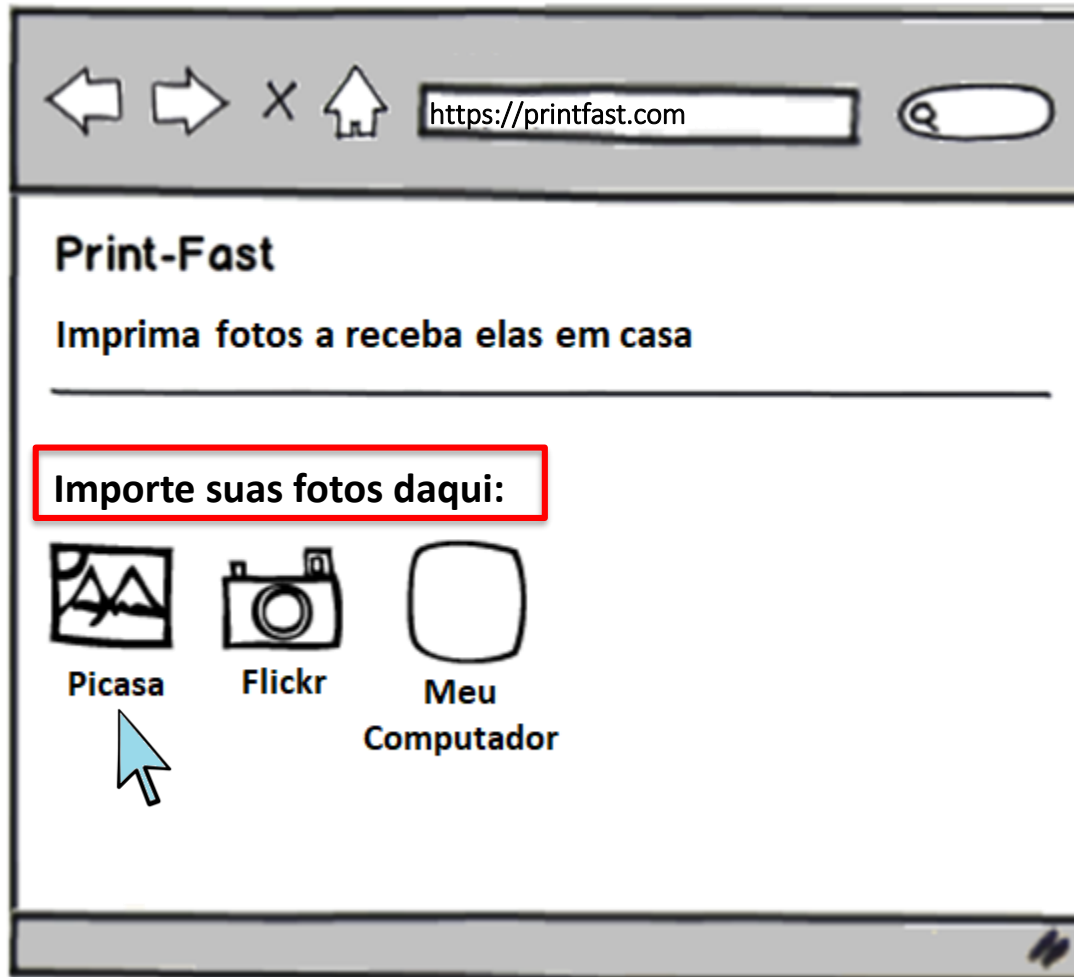 https://printfast.com
Print-Fast
Imprima fotos a receba elas em casa
Importe suas fotos daqui:
Picasa
Flickr
Meu
Computador